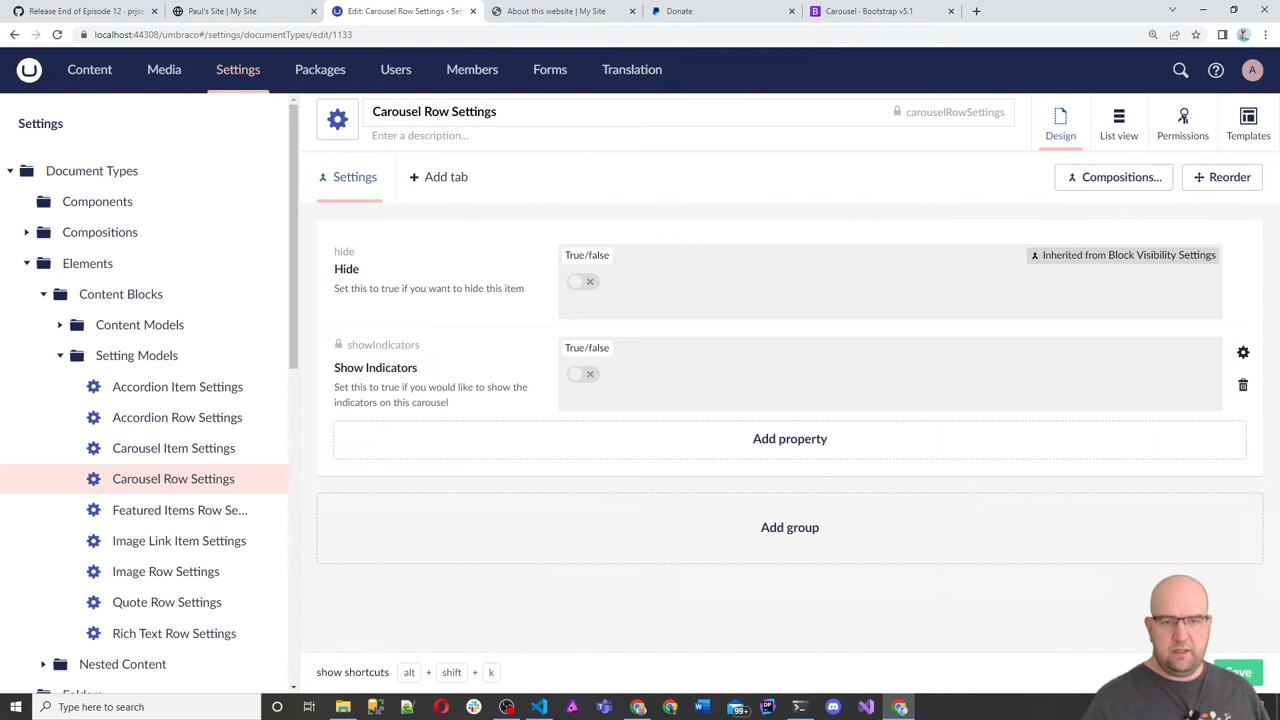 Release End of Episode 12 - prjse
Paul's Site | My Site
Edit: Carousel Row Settings - Set
About this website | My Site
Donate
Carousel · Bootstrap v5.1
localhost:44308/umbraco#/settings/documentTypes/edit/1133
Content
Media
Settings
Packages
Users
Members
Forms
Translation
A
Settings
Document Types
Components
Compositions
Elements
Content Blocks
Content Models
Setting Models
Accordion Item Settings
Accordion Row Settings
Carousel Item Settings
Carousel Row Settings
Featured Items Row Se...
Image Link Item Settings
Image Row Settings
Quote Row Settings
Rich Text Row Settings
Nested Content
Carousel Row Settings
carouselRowSettings
Enter a description...
Design
List view
Permissions
Templates
Settings
Add tab
Compositions...
Reorder
hide
Hide
Set this to true if you want to hide this item
True/false
Inherited from Block Visibility Settings
showIndicators
Show Indicators
Set this to true if you would like to show the
indicators on this carousel
True/false
Add property
Add group
show shortcuts alt + shift + k
Type here to search
99+